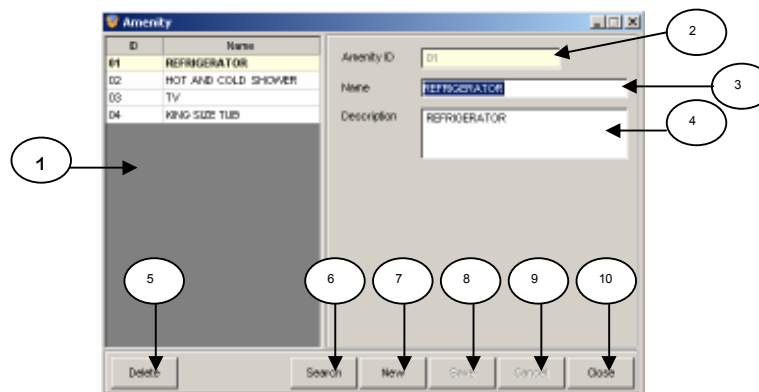 Amenity
ID Name
01 REFRIGERATOR
02 HOT AND COLD SHOWER
03 TV
04 KING SIZE TUB
Amenity ID 01
Name REFRIGERATOR
Description REFRIGERATOR
1
2
3
4
5
6
7
8
9
10
Delete Search New Save Cancel Close